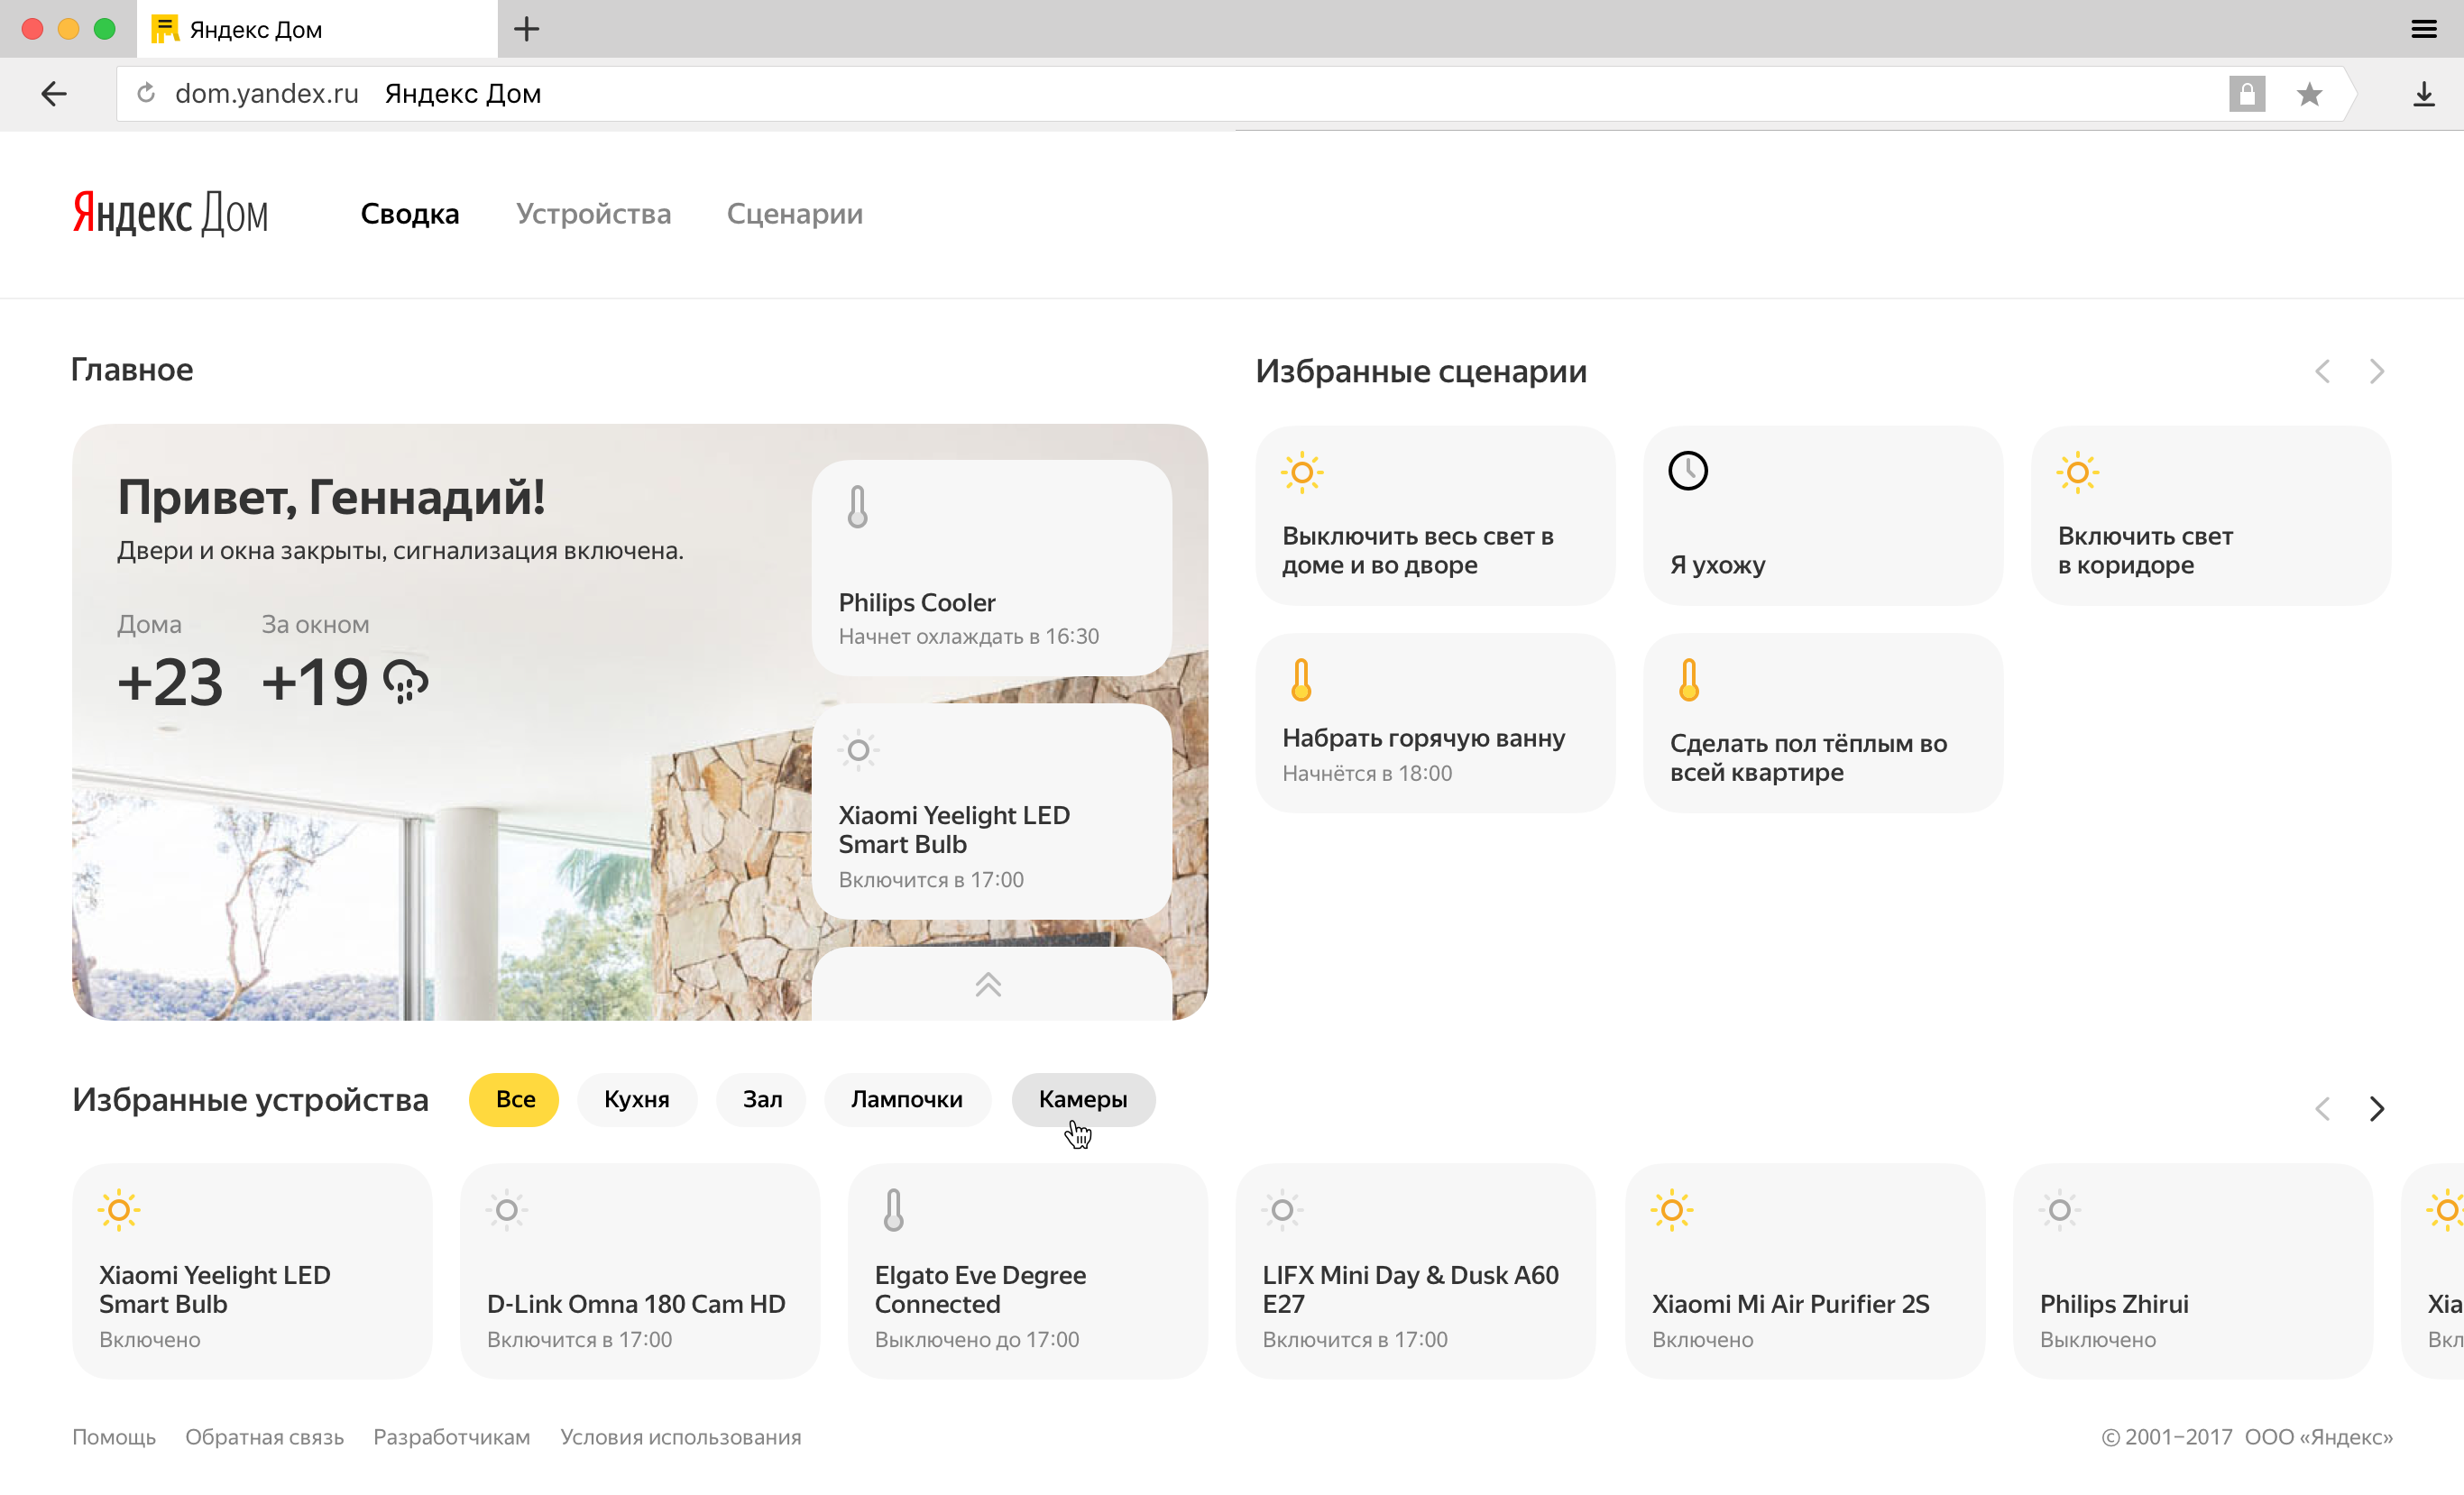 Яндекс Дом
dom.yandex.ru Яндекс Дом
Яндекс Дом
Сводка
Устройства
Сценарии
Главное
Привет, Геннадий!
Двери и окна закрыты, сигнализация включена.
Дома
За окном
+23
+19
Philips Cooler
Начнет охлаждать в 16:30
Xiaomi Yeelight LED
Smart Bulb
Включится в 17:00
Избранные сценарии
Выключить весь свет в
доме и во дворе
Я ухожу
Включить свет
в коридоре
Набрать горячую ванну
Начнётся в 18:00
Сделать пол тёплым во
всей квартире
Избранные устройства
Все
Кухня
Зал
Лампочки
Камеры
Xiaomi Yeelight LED
Smart Bulb
Включено
D-Link Omna 180 Cam HD
Включится в 17:00
Elgato Eve Degree
Connected
Выключено до 17:00
LIFX Mini Day & Dusk A60
E27
Включится в 17:00
Xiaomi Mi Air Purifier 2S
Включено
Philips Zhirui
Выключено
Xia
Вкл
Помощь
Обратная связь
Разработчикам
Условия использования
© 2001–2017 ООО «Яндекс»